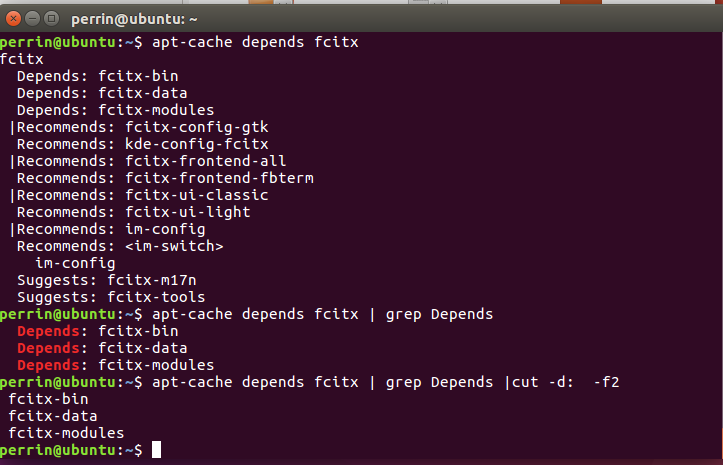 perrin@ubuntu: ~
perrin@ubuntu:~$ apt-cache depends fcitx
fcitx
  Depends: fcitx-bin
  Depends: fcitx-data
  Depends: fcitx-modules
 |Recommends: fcitx-config-gtk
  Recommends: kde-config-fcitx
 |Recommends: fcitx-frontend-all
  Recommends: fcitx-frontend-fbterm
 |Recommends: fcitx-ui-classic
  Recommends: fcitx-ui-light
 |Recommends: im-config
  Recommends: <im-switch>
    im-config
  Suggests: fcitx-m17n
  Suggests: fcitx-tools
perrin@ubuntu:~$ apt-cache depends fcitx | grep Depends
  Depends: fcitx-bin
  Depends: fcitx-data
  Depends: fcitx-modules
perrin@ubuntu:~$ apt-cache depends fcitx | grep Depends |cut -d:  -f2
 fcitx-bin
 fcitx-data
 fcitx-modules
perrin@ubuntu:~$